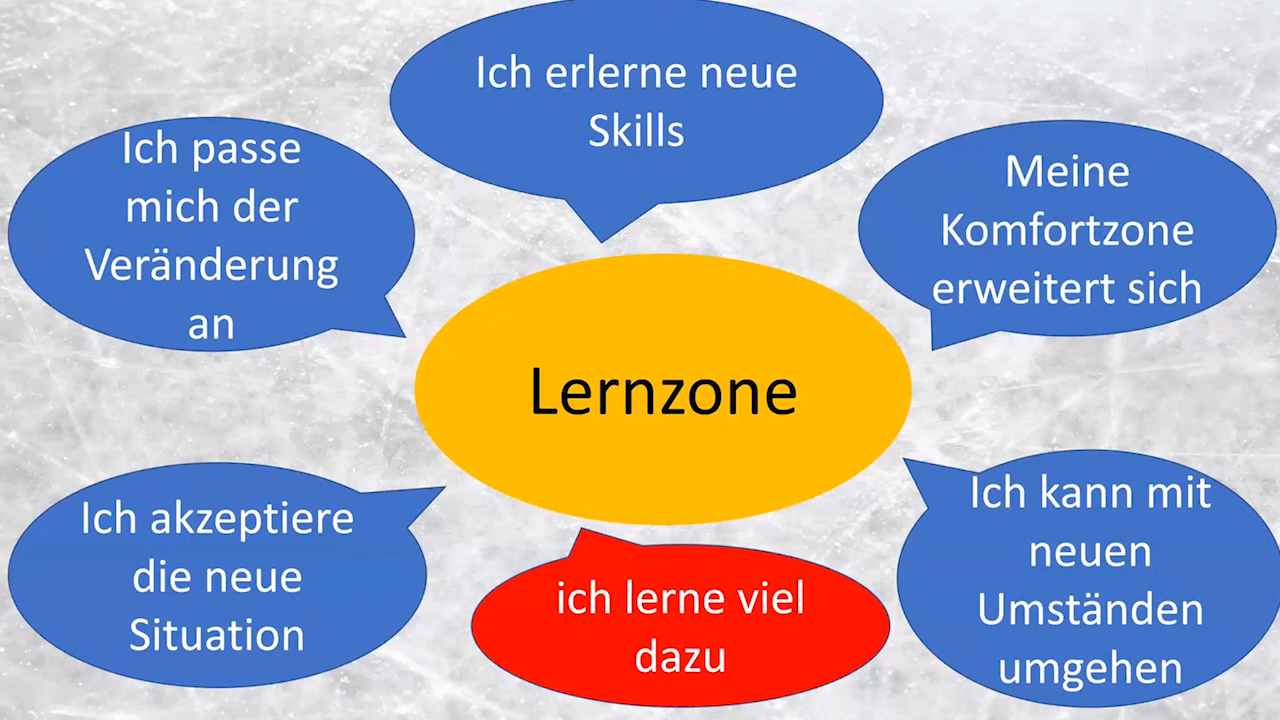 Ich erlerne neue
Skills
Ich passe
mich der
Veränderung
an
Meine
Komfortzone
erweitert sich
Lernzone
Ich akzeptiere
die neue
Situation
ich lerne viel
dazu
Ich kann mit
neuen
Umständen
umgehen